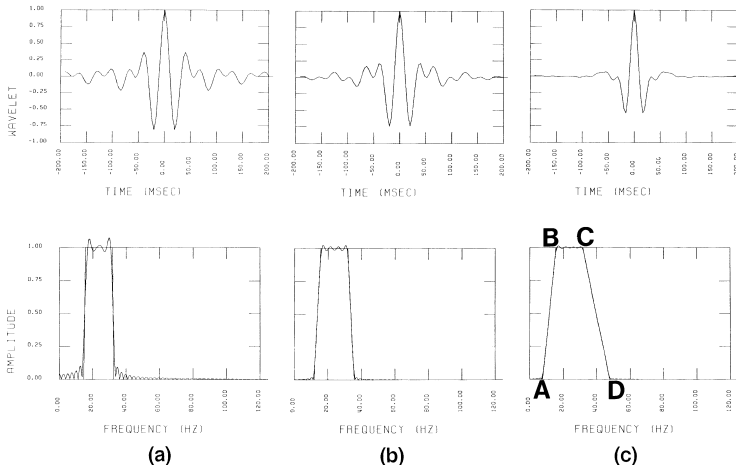 1.00
0.75
0.50
0.25
0.00
-0.25
-0.50
-0.75
-1.00
WAVELET
-200.00 -150.00 -100.00 -50.00 0.00 50.00 100.00 150.00 200.00
-200.00 -150.00 -100.00 -50.00 0.00 50.00 100.00 150.00 200.00
-200.00 -150.00 -100.00 -50.00 0.00 50.00 100.00 150.00 200.00
TIME (MSEC) TIME (MSEC) TIME (MSEC)
1.00
0.75
0.50
0.25
0.00
AMPLITUDE
B C
A D
0.00 20.00 40.00 60.00 80.00 100.00 120.00
0.00 20.00 40.00 60.00 80.00 100.00 120.00
0.00 20.00 40.00 60.00 80.00 100.00 120.00
FREQUENCY (HZ) FREQUENCY (HZ) FREQUENCY (HZ)
(a) (b) (c)